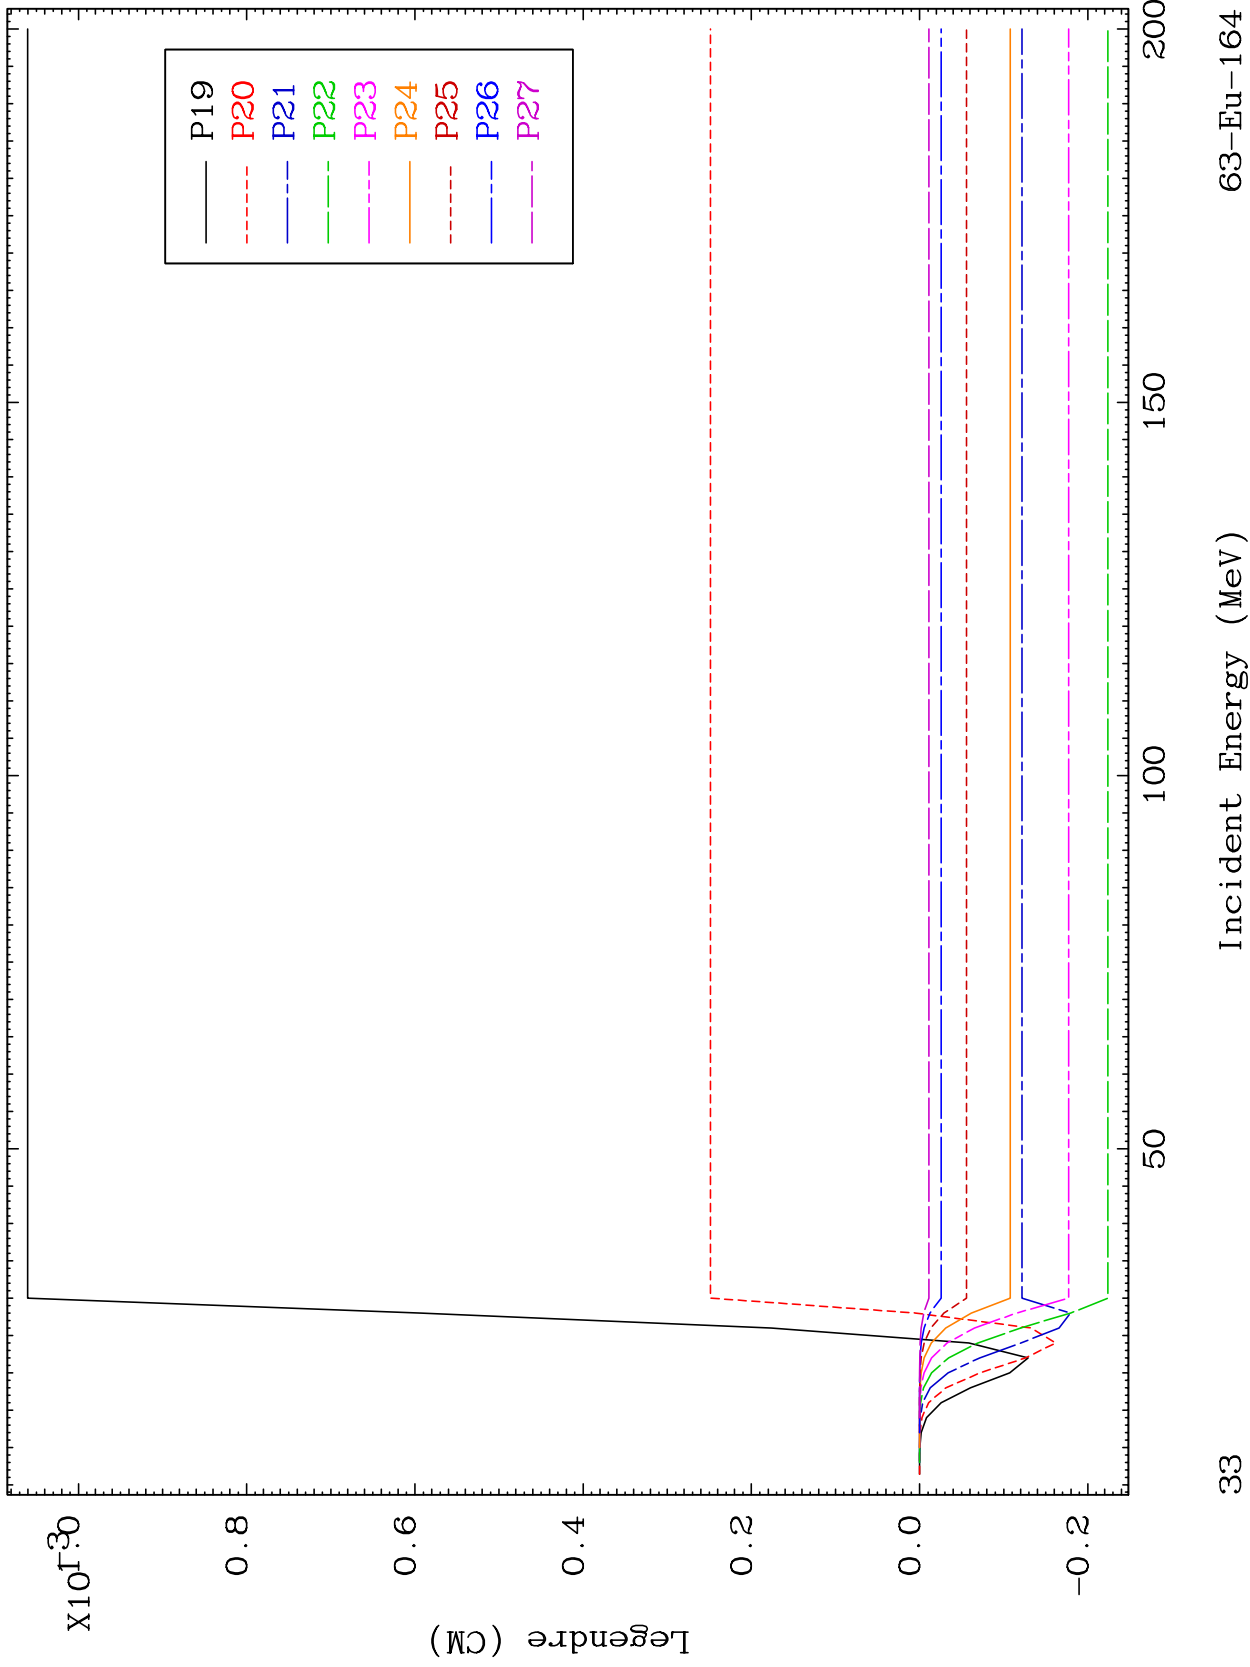 P19
P20
P21
P22
P23
P24
P25
P26
P27
X10-3
1.0
0.8
0.6
0.4
0.2
0.0
-0.2
Legendre (CM)
50
100
150
200
Incident Energy (MeV)
33
63-Eu-164